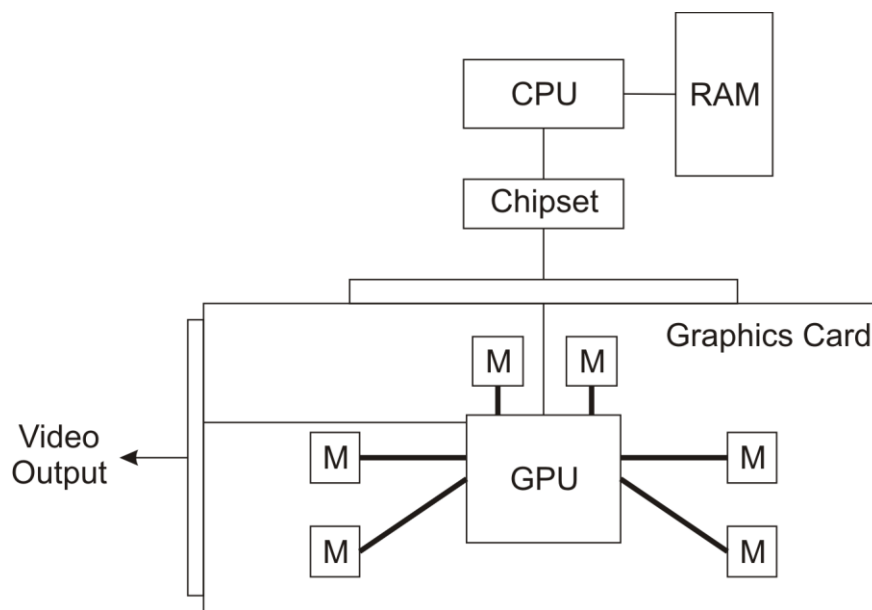 CPU
RAM
Chipset
Graphics Card
M
M
Video
Output
M
GPU
M
M
M